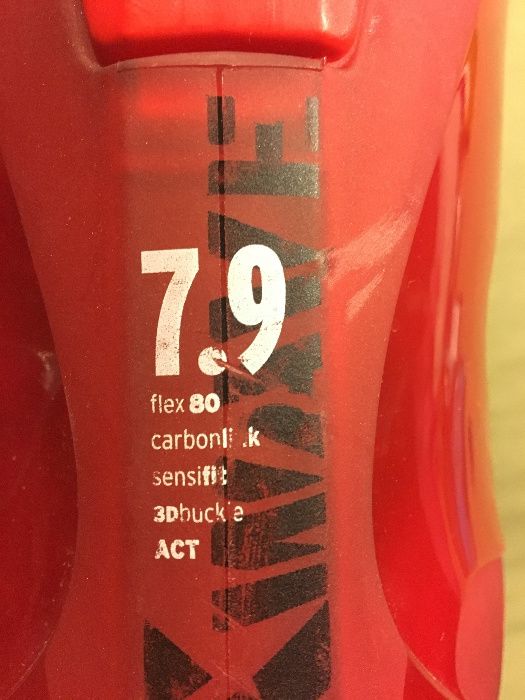 XWAVE
7.9
flex 80
carbonlink
sensifit
3Dbuckle
ACT